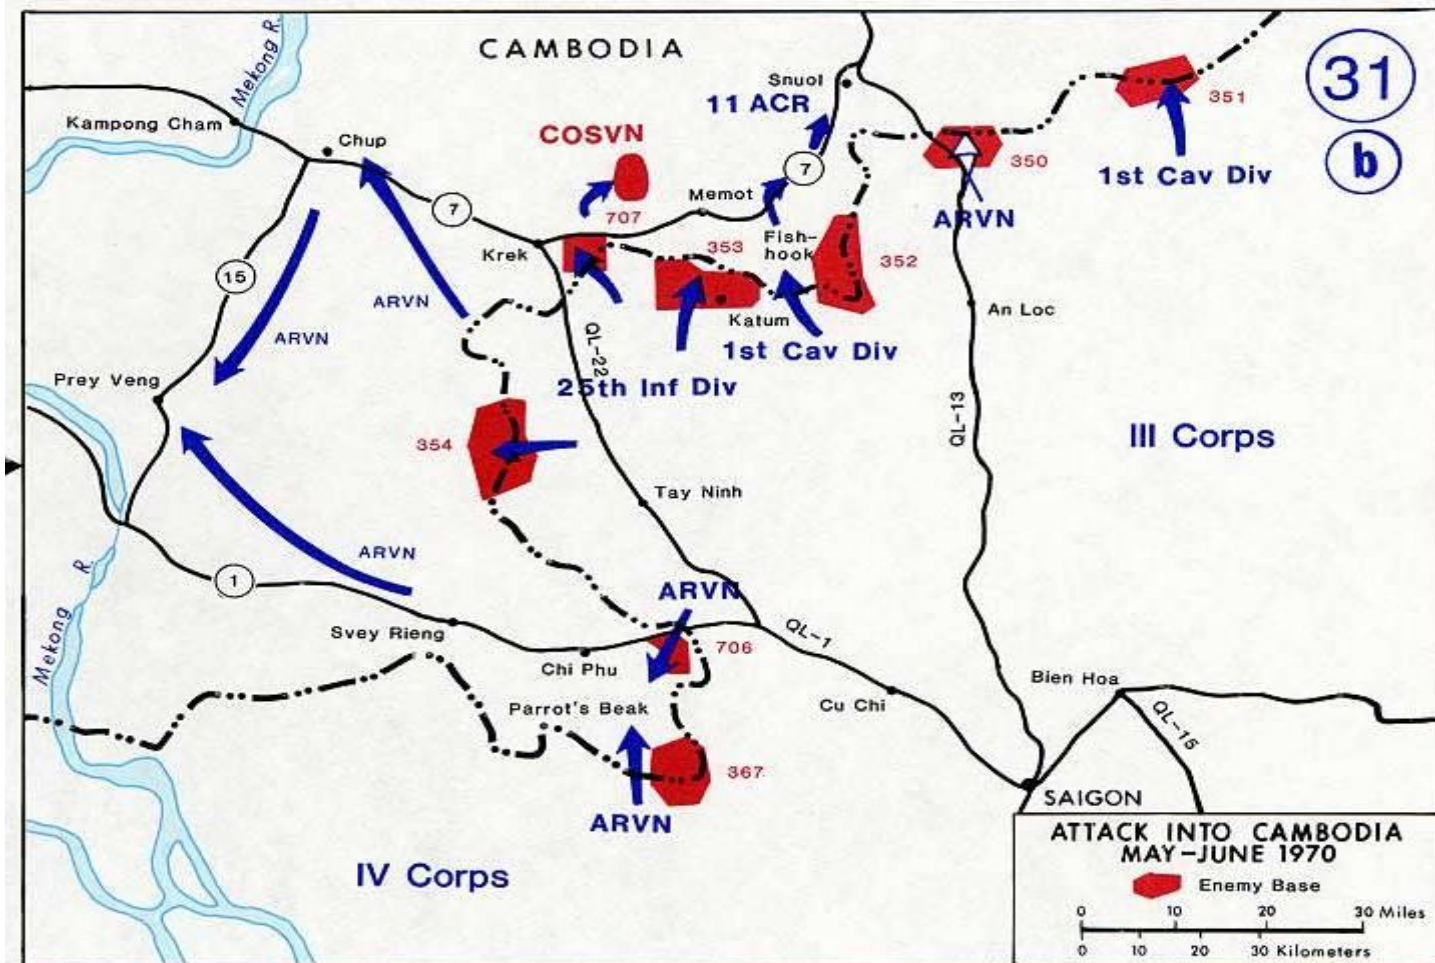 Mekong R.
CAMBODIA
31
b
Snuol
351
11 ACR
Kampong Cham
Chup
COSVN
350
1st Cav Div
7
Memot
7
707
ARVN
Krek
353
Fish-
hook
352
15
ARVN
Katum
An Loc
ARVN
QL-22
1st Cav Div
Prey Veng
25th Inf Div
QL-13
354
III Corps
Tay Ninh
ARVN
1
ARVN
Mekong R.
Svey Rieng
QL-1
706
Chi Phu
Bien Hoa
Parrot's Beak
Cu Chi
QL-15
367
SAIGON
ARVN
IV Corps
ATTACK INTO CAMBODIA
MAY-JUNE 1970
Enemy Base
0 10 20 30 Miles
0 10 20 30 Kilometers